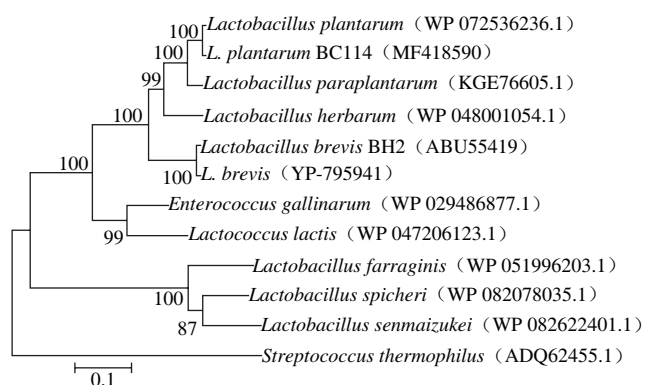 Lactobacillus plantarum（WP 072536236.1）
100
L. plantarum BC114（MF418590）
100
Lactobacillus paraplantarum（KGE76605.1）
99
Lactobacillus herbarum（WP 048001054.1）
100
Lactobacillus brevis BH2（ABU55419）
100
L. brevis（YP-795941）
100
Enterococcus gallinarum（WP 029486877.1）
99
Lactococcus lactis（WP 047206123.1）
Lactobacillus farraginis（WP 051996203.1）
100
Lactobacillus spicheri（WP 082078035.1）
87
Lactobacillus senmaizukei（WP 082622401.1）
Streptococcus thermophilus（ADQ62455.1）
0.1